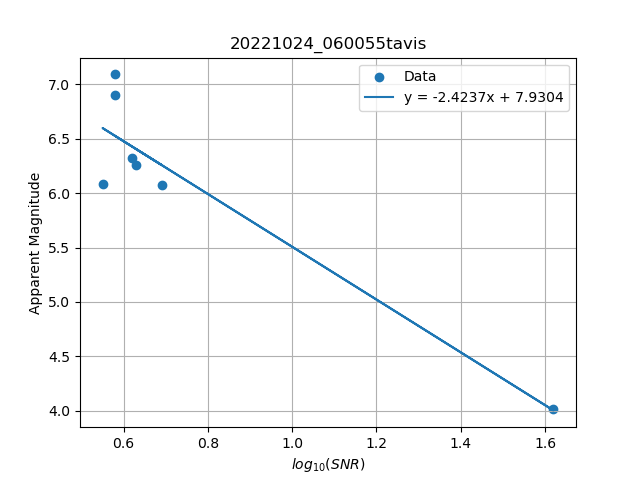 20221024_060055tavis
Data
y = -2.4237x + 7.9304
Apparent Magnitude
7.0
6.5
6.0
5.5
5.0
4.5
4.0
0.6 0.8 1.0 1.2 1.4 1.6
log10(SNR)